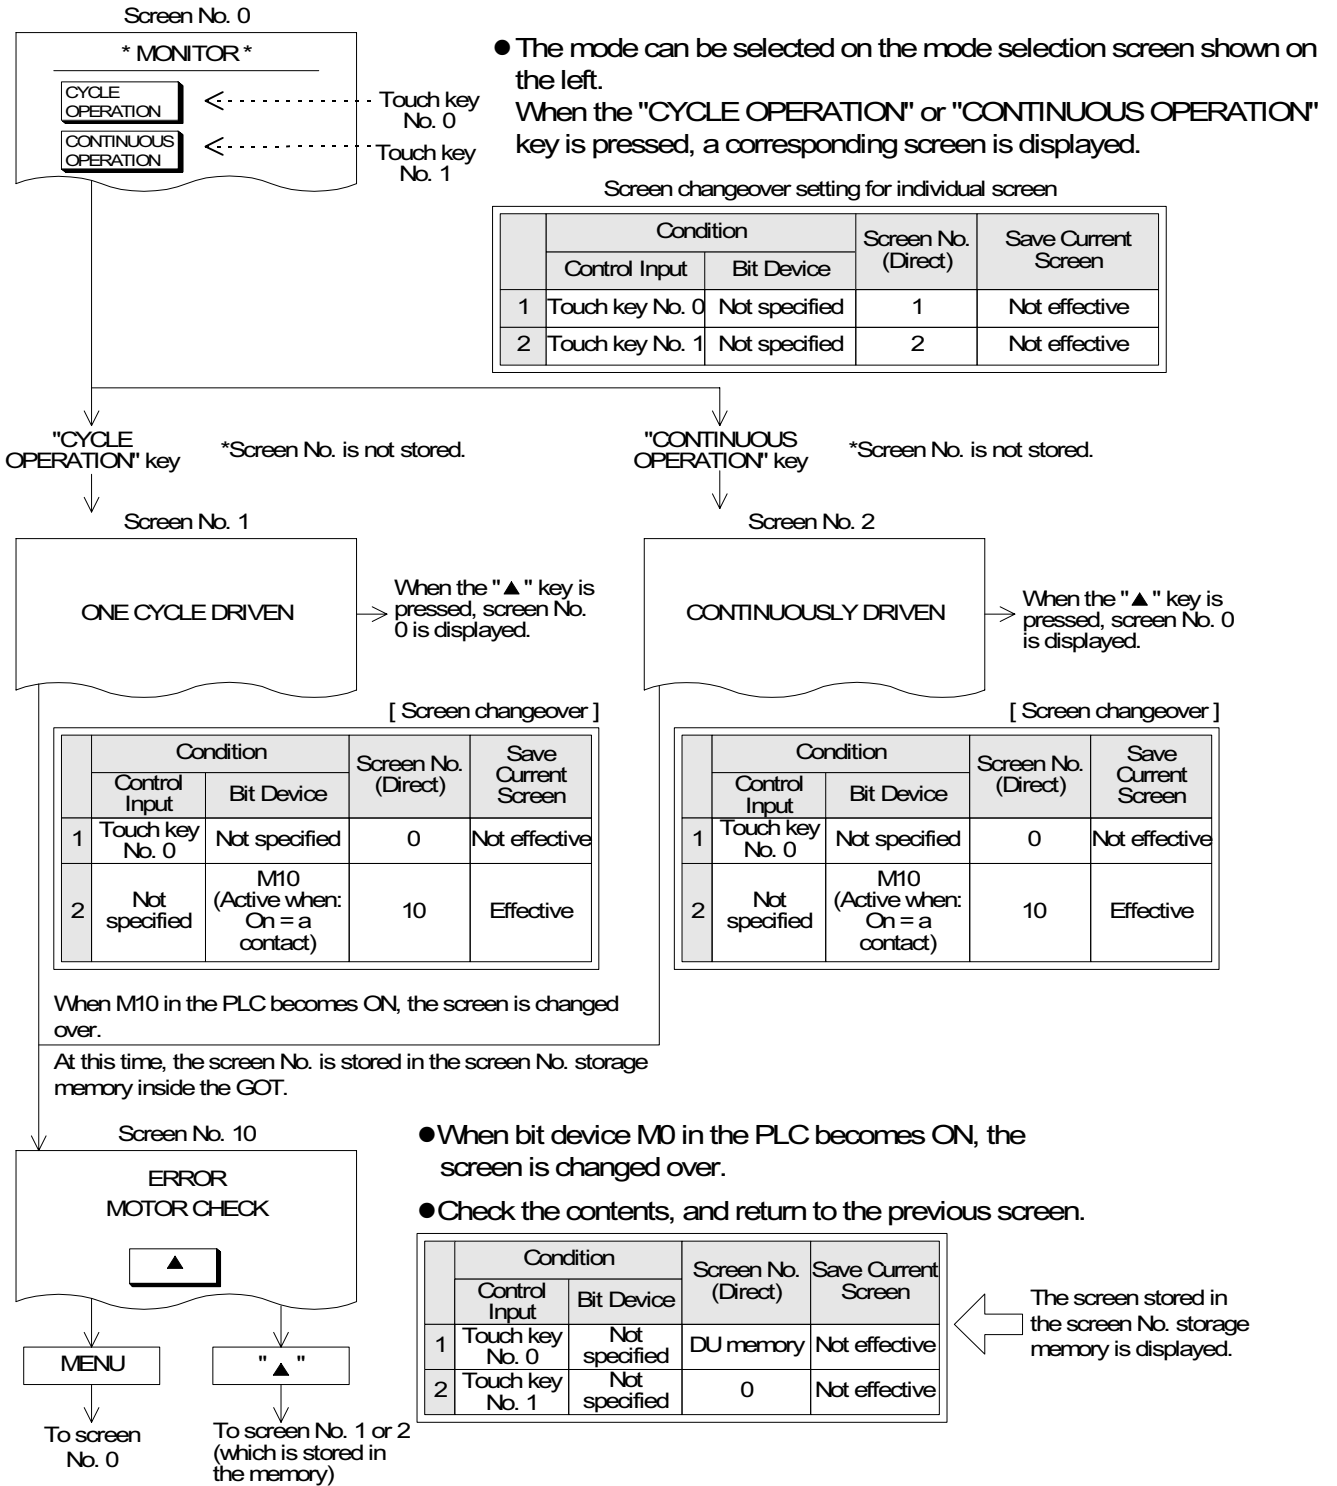 Screen No. 0
* MONITOR *
CYCLE
OPERATION
CONTINUOUS
OPERATION
Touch key
No. 0
Touch key
No. 1
● The mode can be selected on the mode selection screen shown on
the left.
When the "CYCLE OPERATION" or "CONTINUOUS OPERATION"
key is pressed, a corresponding screen is displayed.
Screen changeover setting for individual screen
Condition
Screen No.
(Direct)
Save Current
Screen
Control Input
Bit Device
1 Touch key No. 0 Not specified 1 Not effective
2 Touch key No. 1 Not specified 2 Not effective
"CYCLE
OPERATION" key
*Screen No. is not stored.
"CONTINUOUS
OPERATION" key
*Screen No. is not stored.
Screen No. 1
ONE CYCLE DRIVEN
When the "▲" key is
pressed, screen No.
0 is displayed.
Screen No. 2
CONTINUOUSLY DRIVEN
When the "▲" key is
pressed, screen No. 0
is displayed.
[ Screen changeover ]
Condition
Screen No.
(Direct)
Save
Current
Screen
Control
Input
Bit Device
1 Touch key
No. 0
Not specified 0 Not effective
2 Not
specified
M10
(Active when:
On = a
contact)
10 Effective
[ Screen changeover ]
Condition
Screen No.
(Direct)
Save
Current
Screen
Control
Input
Bit Device
1 Touch key
No. 0
Not specified 0 Not effective
2 Not
specified
M10
(Active when:
On = a
contact)
10 Effective
When M10 in the PLC becomes ON, the screen is changed
over.
At this time, the screen No. is stored in the screen No. storage
memory inside the GOT.
Screen No. 10
ERROR
MOTOR CHECK
▲
MENU
"▲"
To screen
No. 0
To screen No. 1 or 2
(which is stored in
the memory)
● When bit device M0 in the PLC becomes ON, the
screen is changed over.
● Check the contents, and return to the previous screen.
Condition
Screen No.
(Direct)
Save Current
Screen
Control
Input
Bit Device
1 Touch key
No. 0
Not
specified
DU memory Not effective
2 Touch key
No. 1
Not
specified
0 Not effective
The screen stored in
the screen No. storage
memory is displayed.